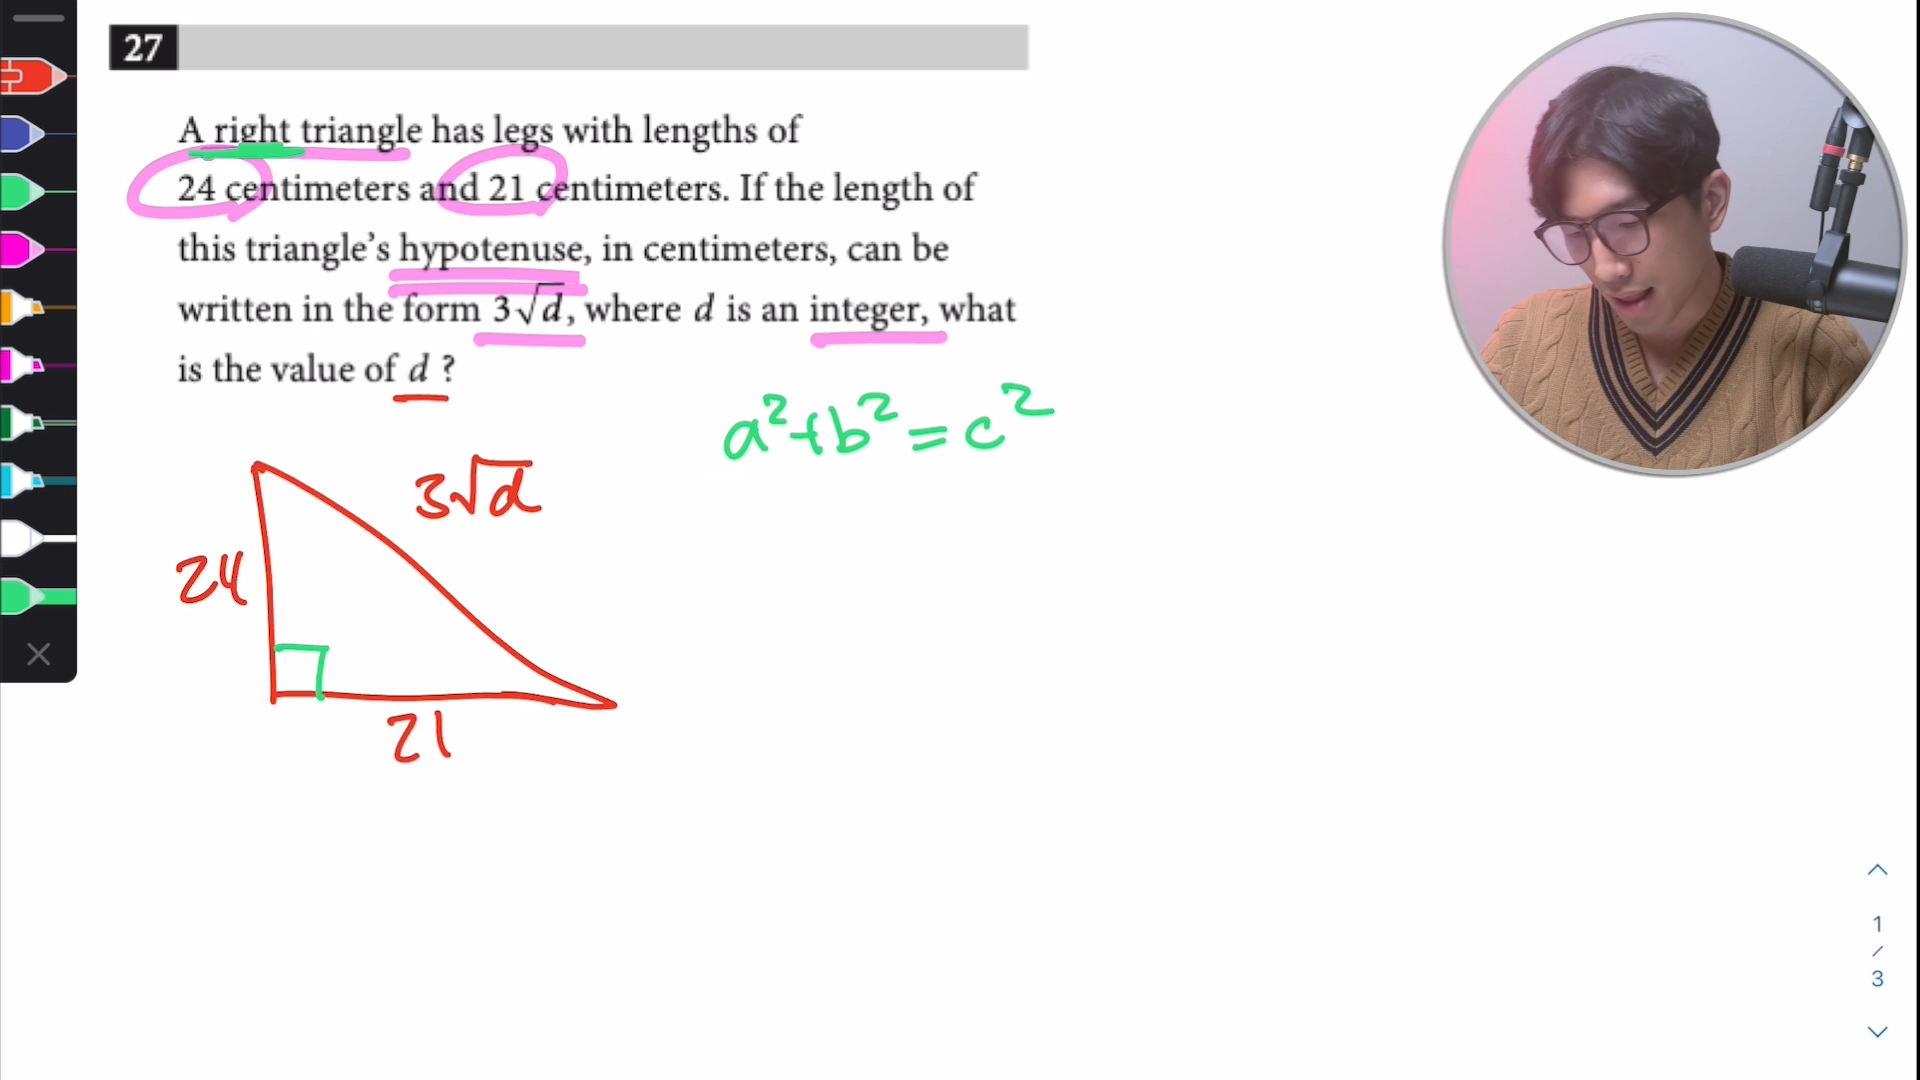 27
A right triangle has legs with lengths of
24 centimeters and 21 centimeters. If the length of
this triangle’s hypotenuse, in centimeters, can be
written in the form 3√d, where d is an integer, what
is the value of d ?
a²+b²=c²
3√d
24
21
1
/
3